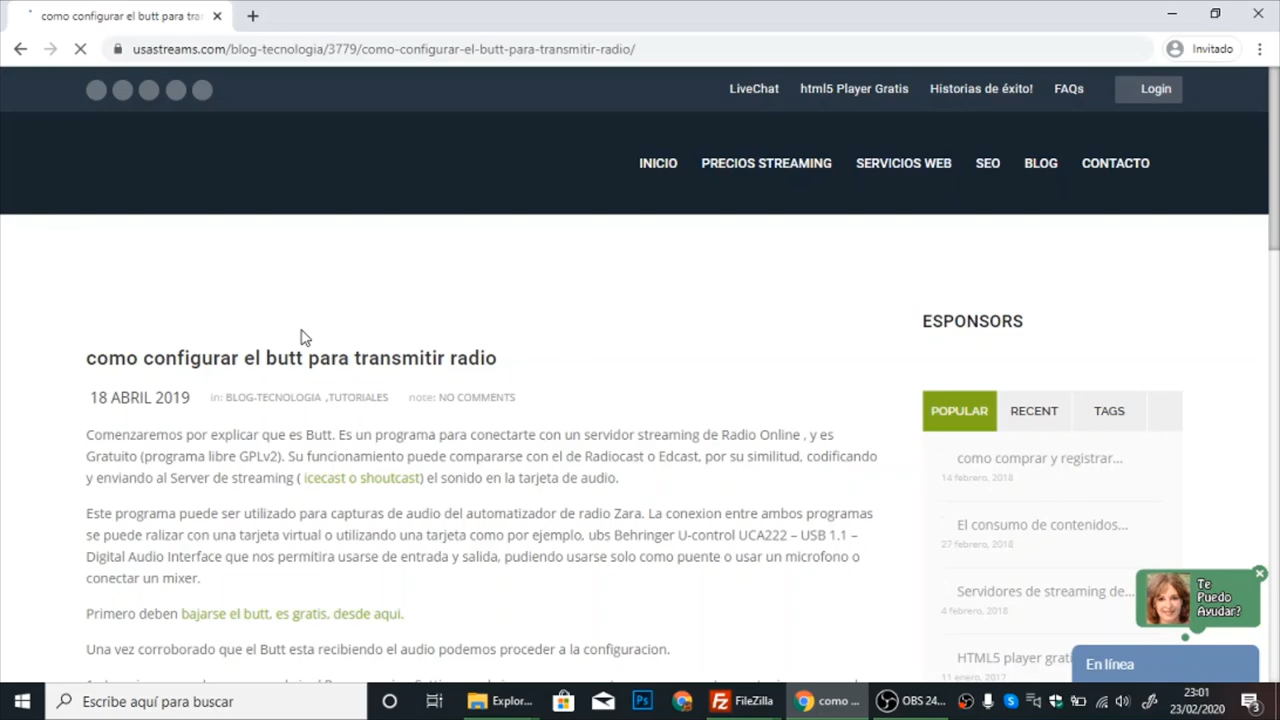 como configurar el butt para tra
usastreams.com/blog-tecnologia/3779/como-configurar-el-butt-para-transmitir-radio/
Invitado
LiveChat html5 Player Gratis Historias de éxito! FAQs Login
INICIO PRECIOS STREAMING SERVICIOS WEB SEO BLOG CONTACTO
como configurar el butt para transmitir radio
18 ABRIL 2019 in: BLOG-TECNOLOGIA ,TUTORIALES note: NO COMMENTS
Comenzaremos por explicar que es Butt. Es un programa para conectarte con un servidor streaming de Radio Online , y es
Gratuito (programa libre GPLv2). Su funcionamiento puede compararse con el de Radiocast o Edcast, por su similitud, codificando
y enviando al Server de streaming ( icecast o shoutcast) el sonido en la tarjeta de audio.
Este programa puede ser utilizado para capturas de audio del automatizador de radio Zara. La conexion entre ambos programas
se puede ralizar con una tarjeta virtual o utilizando una tarjeta como por ejemplo, ubs Behringer U-control UCA222 – USB 1.1 –
Digital Audio Interface que nos permitira usarse de entrada y salida, pudiendo usarse solo como puente o usar un microfono o
conectar un mixer.
Primero deben bajarse el butt, es gratis, desde aqui.
Una vez corroborado que el Butt esta recibiendo el audio podemos proceder a la configuracion.
ESPONSORS
POPULAR RECENT TAGS
como comprar y registrar...
14 febrero, 2018
El consumo de contenidos...
27 febrero, 2018
Servidores de streaming de...
4 febrero, 2018
HTML5 player grati
11 enero, 2017
Te
Puedo
Ayudar?
En línea
Escribe aquí para buscar
Explor...
FileZilla
como ...
OBS 24...
23:01
23/02/2020
3